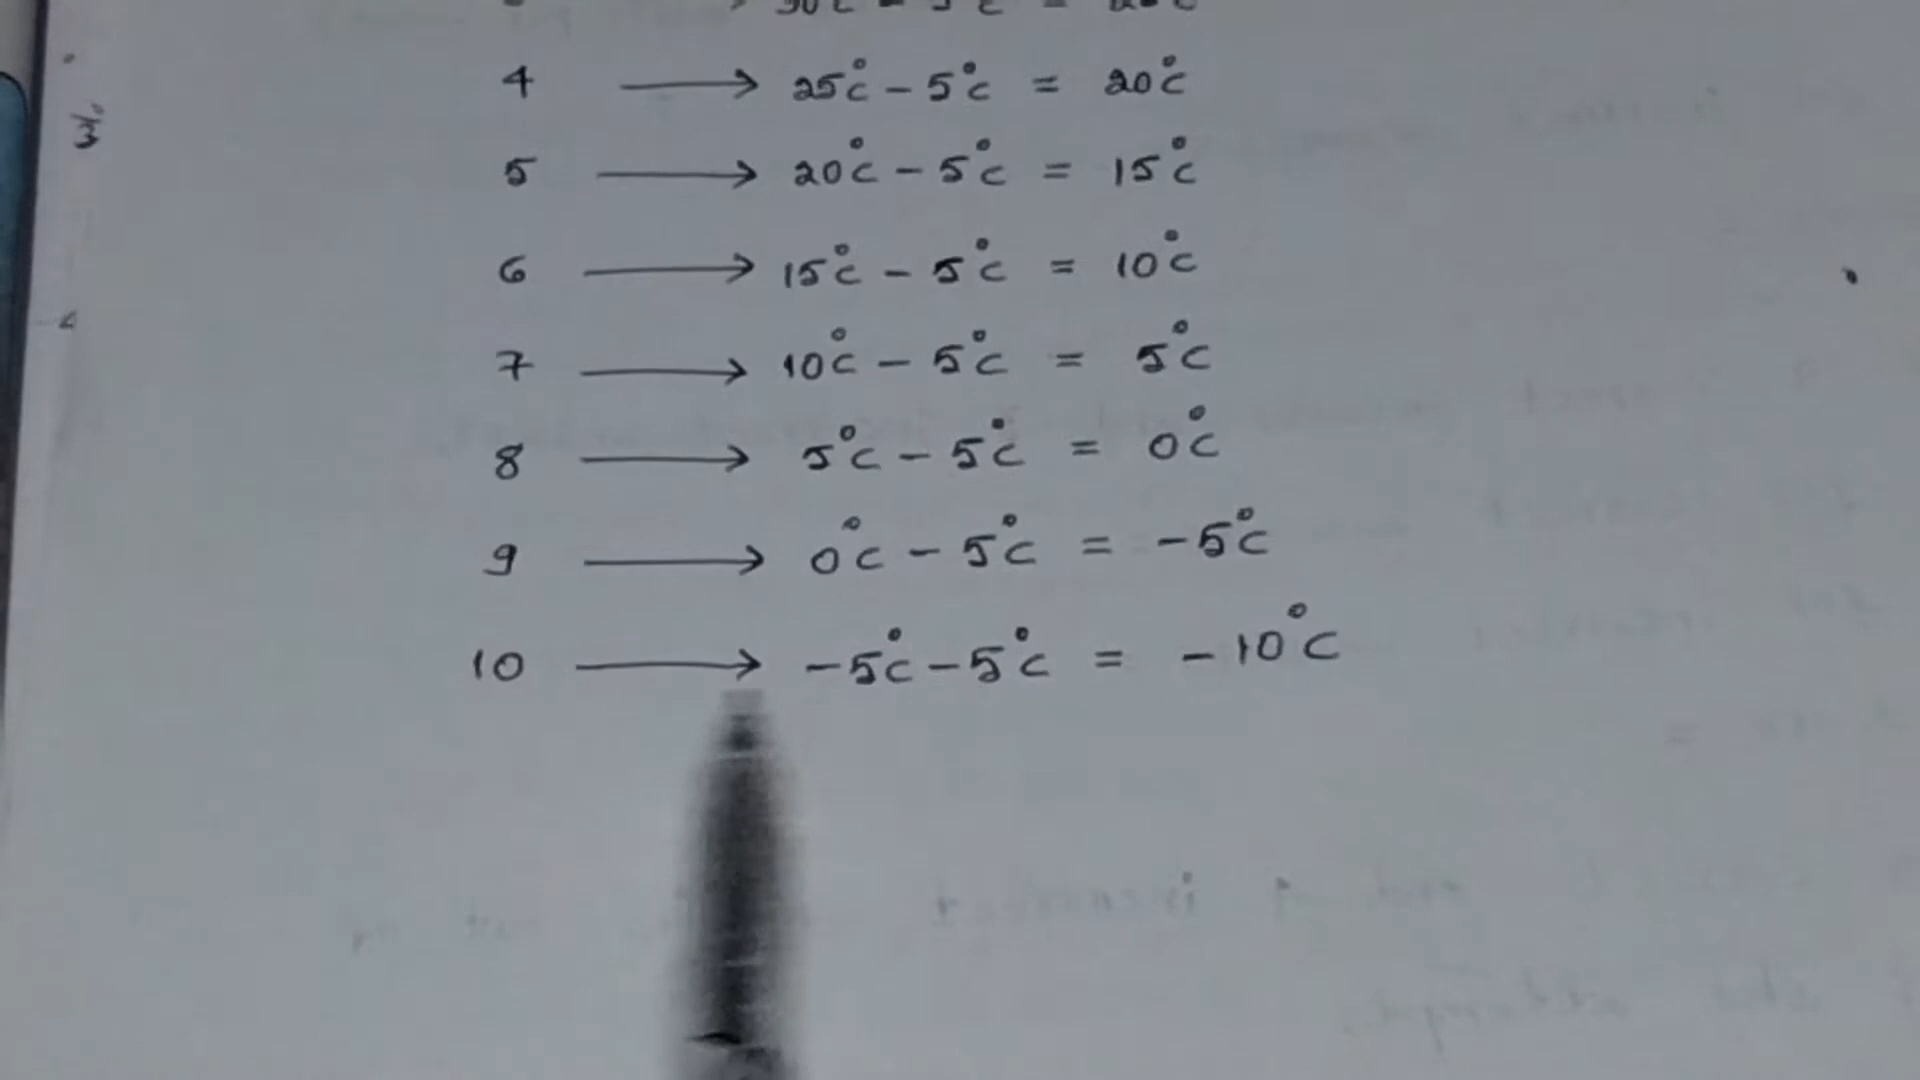 4 → 25°C - 5°C = 20°C
5 → 20°C - 5°C = 15°C
6 → 15°C - 5°C = 10°C
7 → 10°C - 5°C = 5°C
8 → 5°C - 5°C = 0°C
9 → 0°C - 5°C = -5°C
10 → -5°C - 5°C = -10°C